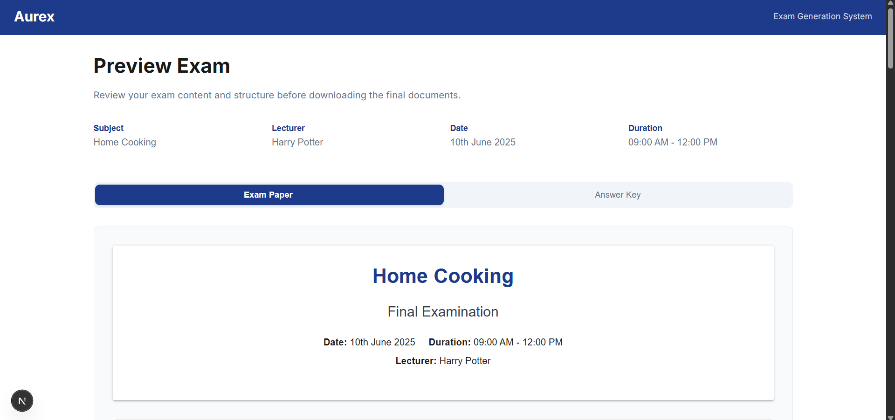 Aurex
Exam Generation System
Preview Exam
Review your exam content and structure before downloading the final documents.
Subject
Home Cooking
Lecturer
Harry Potter
Date
10th June 2025
Duration
09:00 AM - 12:00 PM
Exam Paper
Answer Key
Home Cooking
Final Examination
Date: 10th June 2025 Duration: 09:00 AM - 12:00 PM
Lecturer: Harry Potter
N